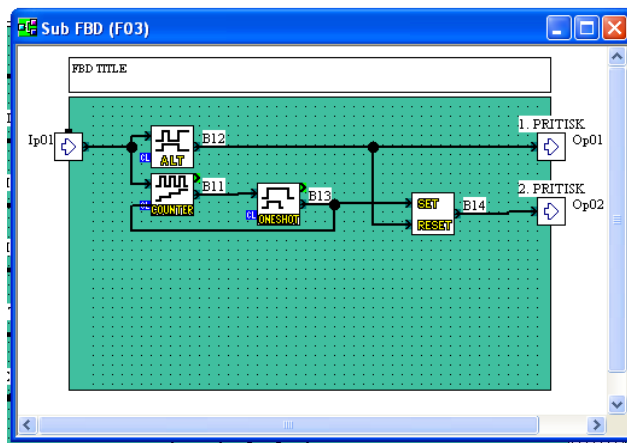 Sub FBD (F03)
FBD TITLE
Ip01
1. PRITISK
Op01
B12
CL
ALT
B11
2. PRITISK
B13
Op02
SET
CL
COUNTER
B14
CL
ONESHOT
RESET